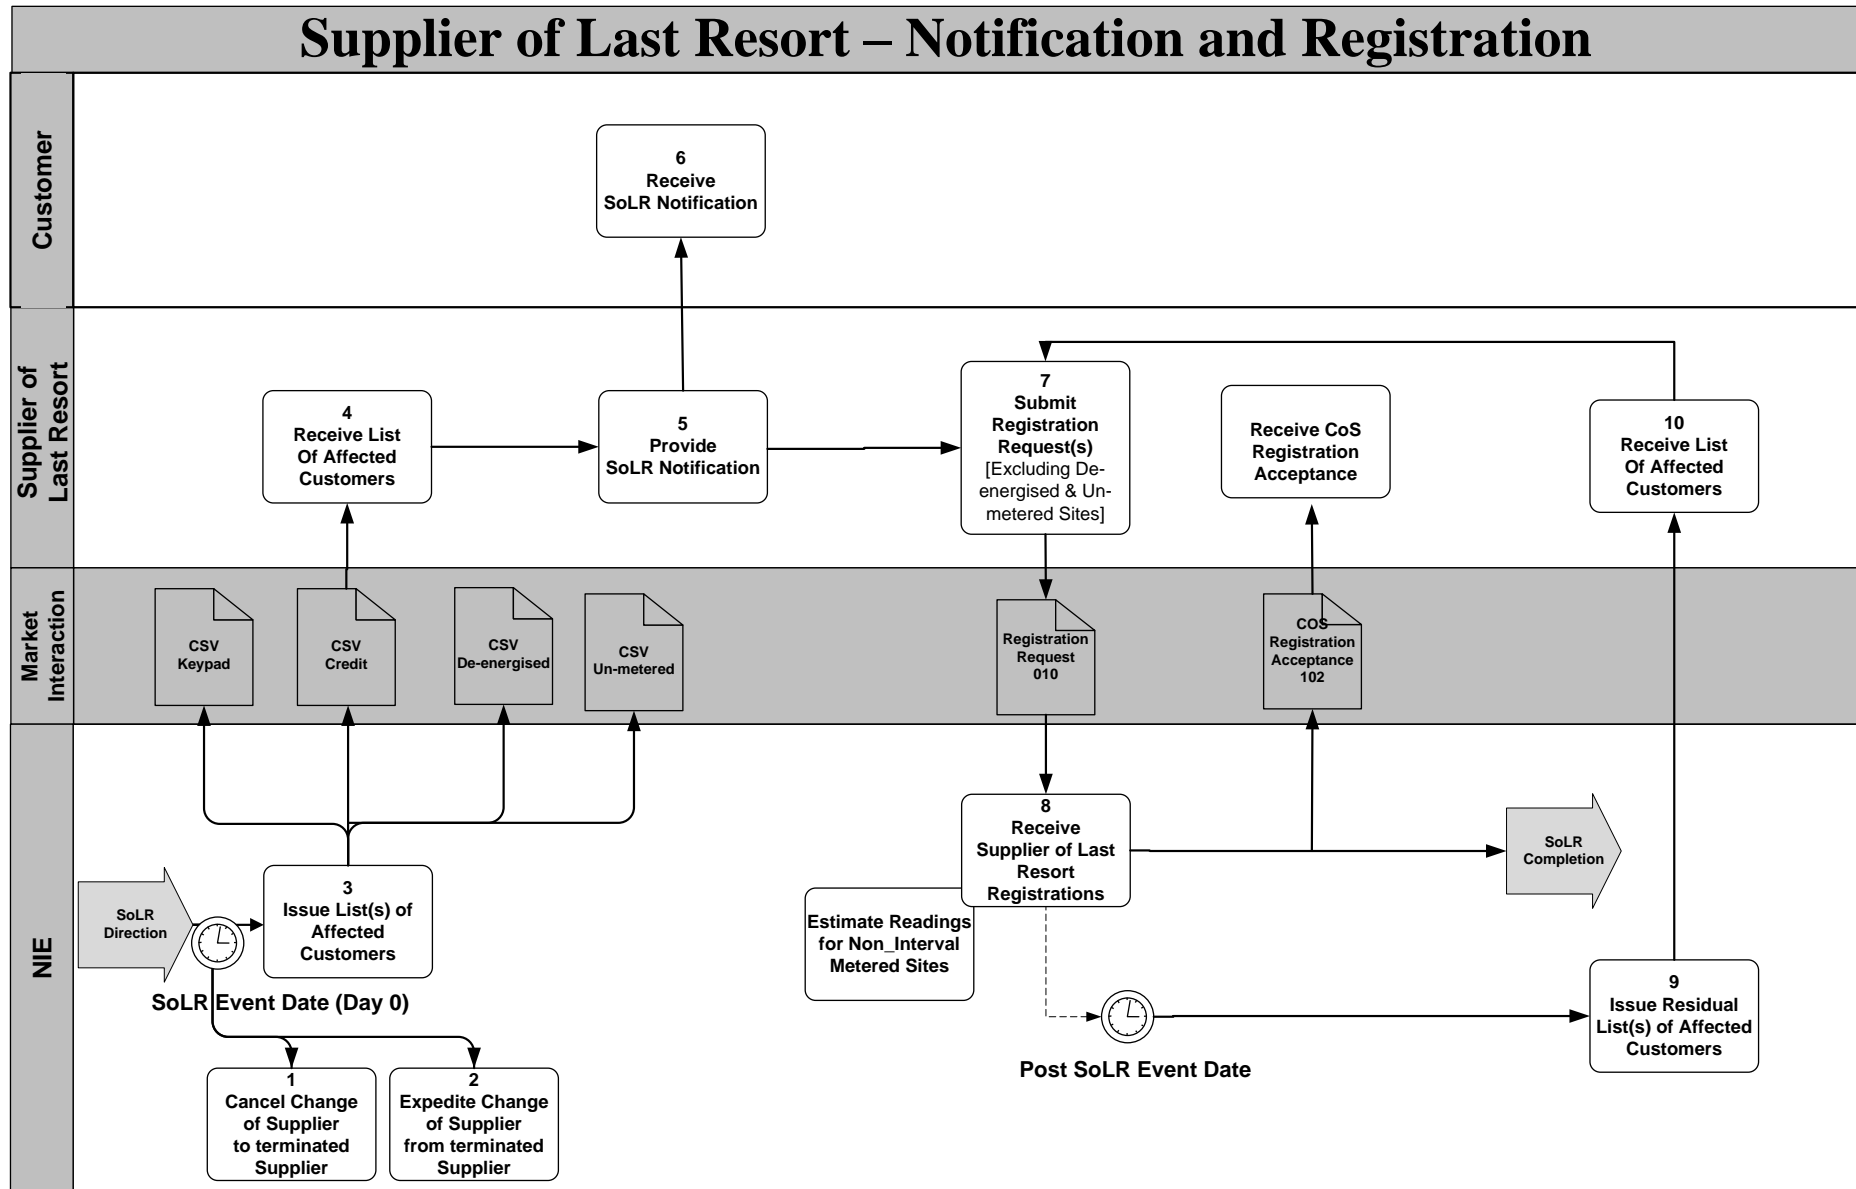 Supplier of Last Resort – Notification and Registration
Customer
6
Receive
SoLR Notification
Supplier of
Last Resort
4
Receive List
Of Affected
Customers
5
Provide
SoLR Notification
7
Submit
Registration
Request(s)
[Excluding De-
energised & Un-
metered Sites]
Receive CoS
Registration
Acceptance
10
Receive List
Of Affected
Customers
Market
Interaction
CSV
Keypad
CSV
Credit
CSV
De-energised
CSV
Un-metered
Registration
Request
010
COS
Registration
Acceptance
102
NIE
SoLR
Direction
3
Issue List(s) of
Affected
Customers
SoLR Event Date (Day 0)
1
Cancel Change
of Supplier
to terminated
Supplier
2
Expedite Change
of Supplier
from terminated
Supplier
8
Receive
Supplier of Last
Resort
Registrations
Estimate Readings
for Non_Interval
Metered Sites
SoLR
Completion
Post SoLR Event Date
9
Issue Residual
List(s) of Affected
Customers